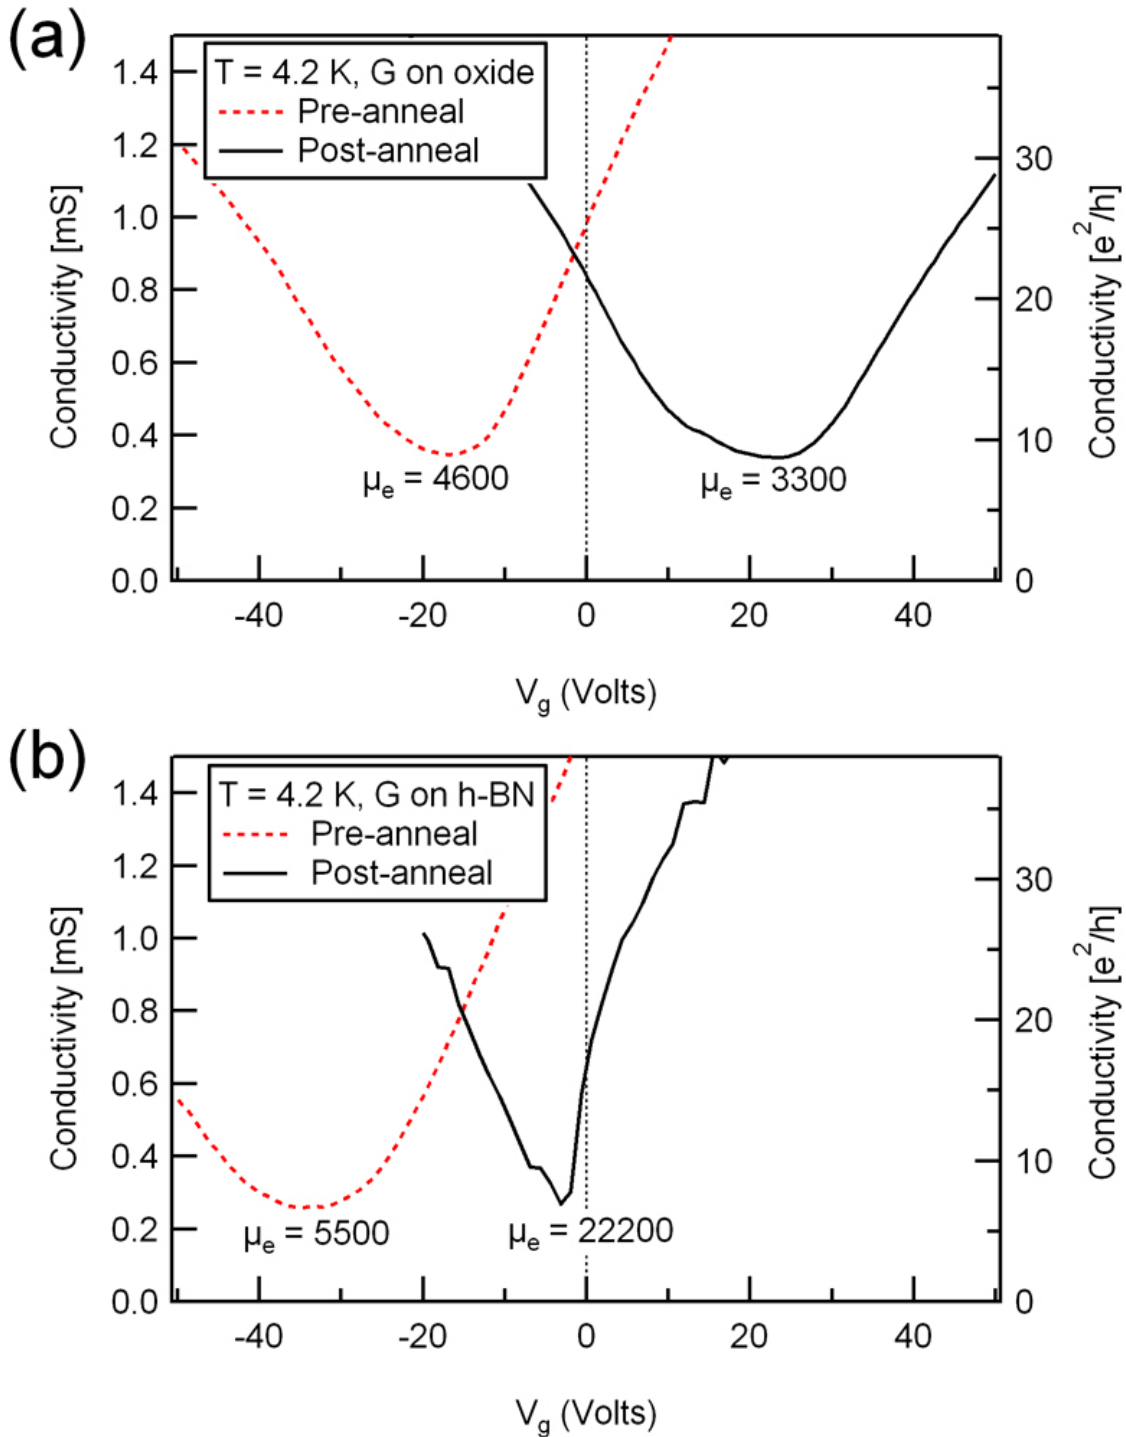 (a)
T = 4.2 K, G on oxide
Pre-anneal
Post-anneal
Conductivity [mS]
1.4
1.2
1.0
0.8
0.6
0.4
0.2
0.0
Conductivity [e²/h]
30
20
10
0
μₑ = 4600
μₑ = 3300
-40 -20 0 20 40
V_g (Volts)
(b)
T = 4.2 K, G on h-BN
Pre-anneal
Post-anneal
Conductivity [mS]
1.4
1.2
1.0
0.8
0.6
0.4
0.2
0.0
Conductivity [e²/h]
30
20
10
0
μₑ = 5500
μₑ = 22200
-40 -20 0 20 40
V_g (Volts)